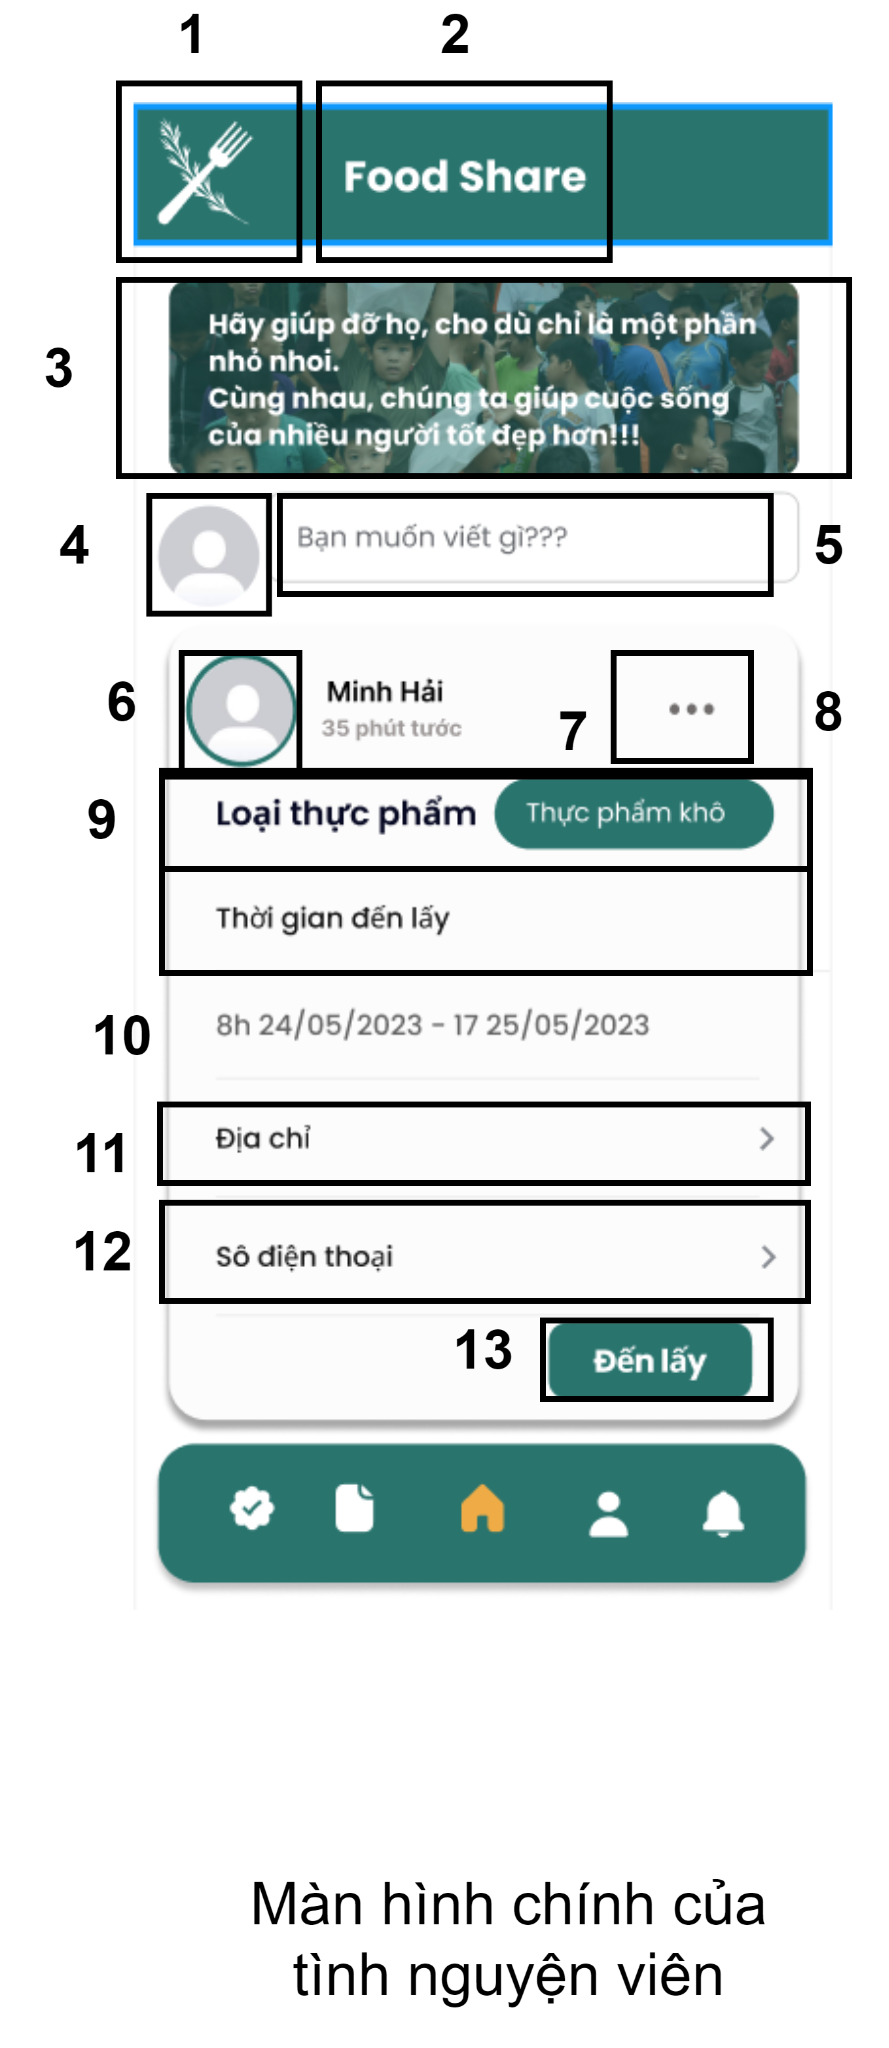 1
2
Food Share
3
Hãy giúp đỡ họ, cho dù chỉ là một phần
nhỏ nhoi.
Cùng nhau, chúng ta giúp cuộc sống
của nhiều người tốt đẹp hơn!!!
4
Bạn muốn viết gì???
5
6
Minh Hải
35 phút tước
7
8
9
Loại thực phẩm
Thực phẩm khô
Thời gian đến lấy
10
8h 24/05/2023 - 17 25/05/2023
11
Địa chỉ
12
Sô điện thoại
13
Đến lấy
Màn hình chính của
tình nguyện viên